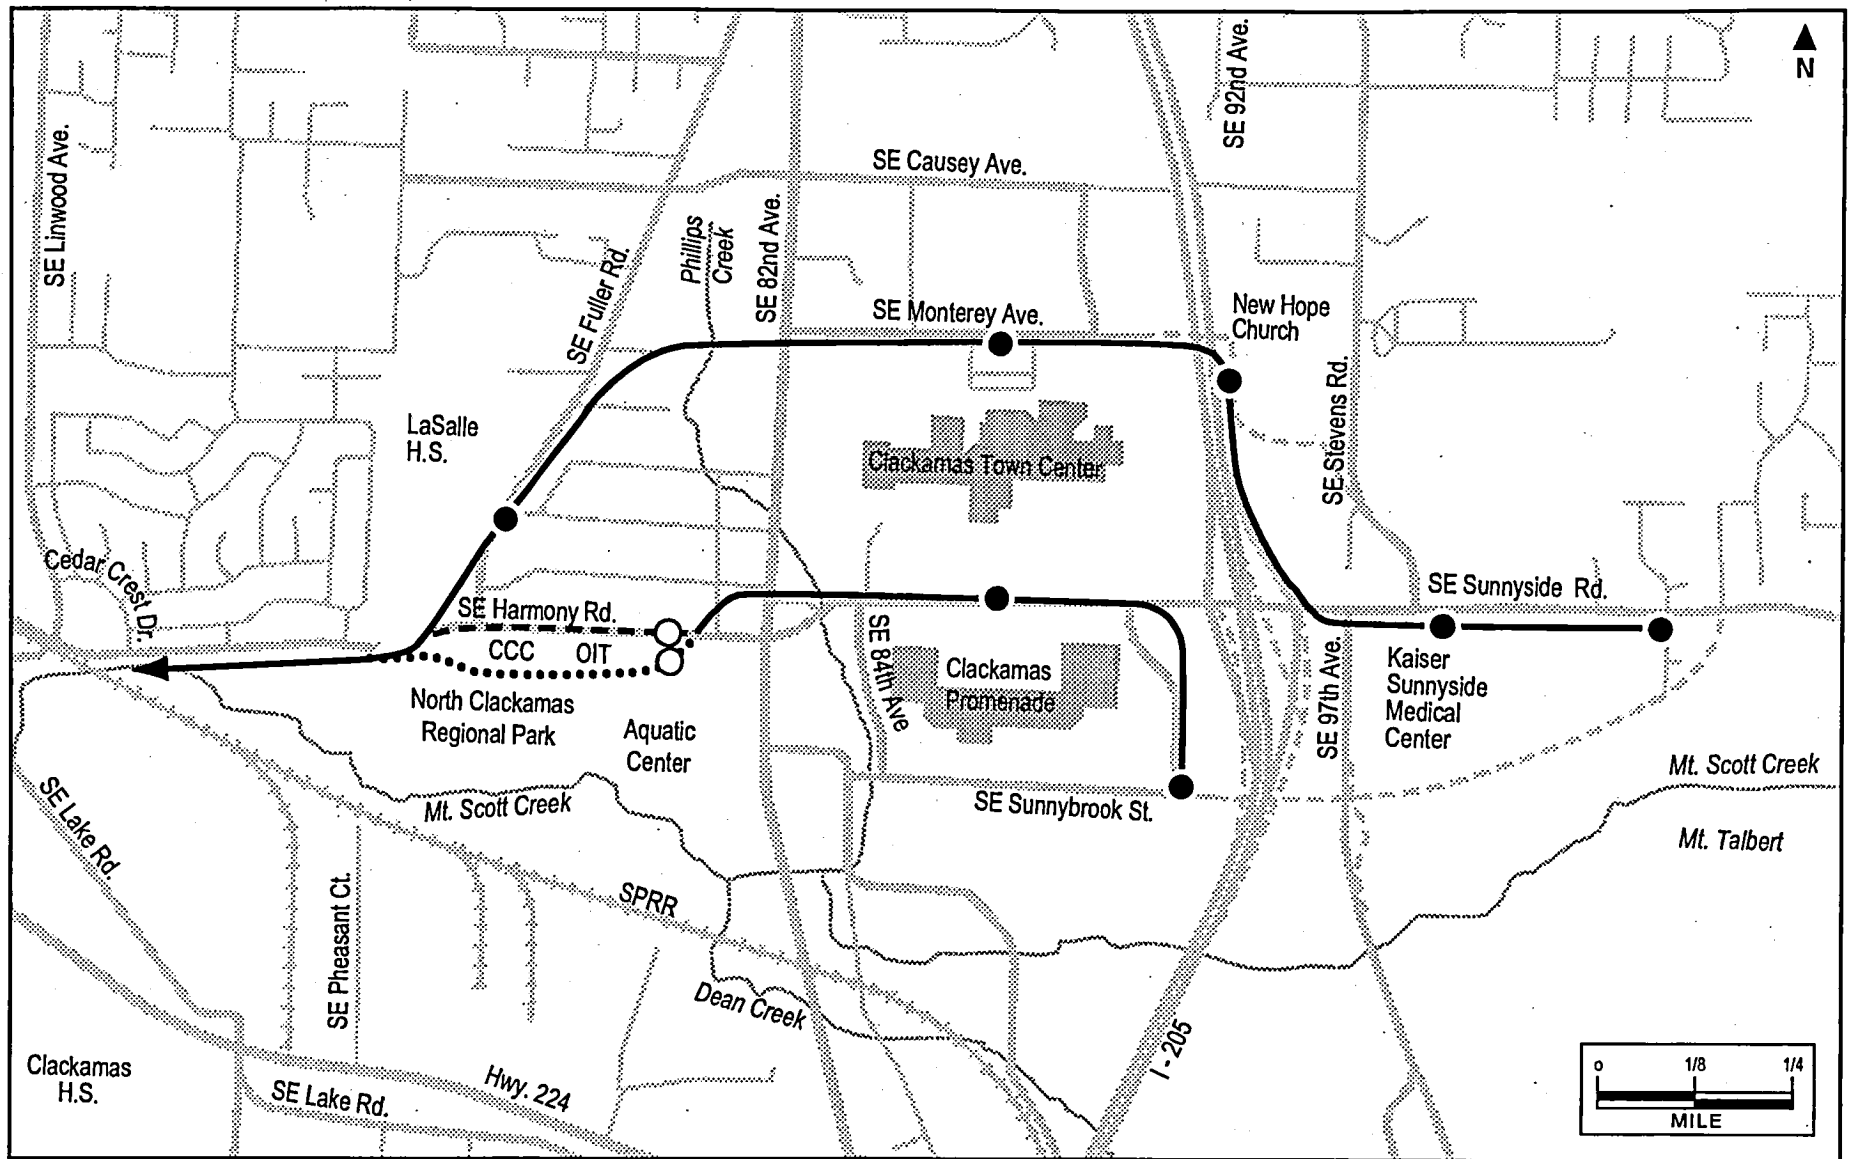 N
SE 92nd Ave.
SE Linwood Ave.
SE Causey Ave.
Phillips
Creek
SE 82nd Ave.
SE Fuller Rd.
SE Monterey Ave.
New Hope
Church
SE Stevens Rd.
LaSalle
H.S.
Clackamas Town Center
Cedar Crest Dr.
SE Harmony Rd.
SE Sunnyside Rd.
CCC
OIT
SE 84th Ave
Clackamas
Promenade
SE 97th Ave.
Kaiser
Sunnyside
Medical
Center
North Clackamas
Regional Park
Aquatic
Center
Mt. Scott Creek
SE Lake Rd.
Mt. Scott Creek
SE Sunnybrook St.
Mt. Talbert
SE Pheasant Ct.
SPRR
Dean Creek
I - 205
Clackamas
H.S.
SE Lake Rd.
Hwy. 224
0 1/8 1/4
MILE